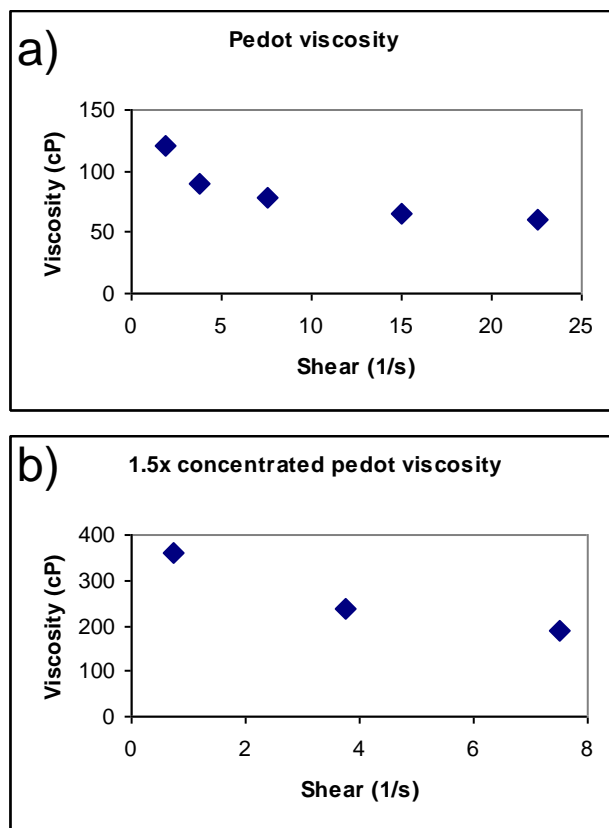 a)
Pedot viscosity
Viscosity (cP)
150
100
50
0
0 5 10 15 20 25
Shear (1/s)
b)
1.5x concentrated pedot viscosity
Viscosity (cP)
400
300
200
100
0
0 2 4 6 8
Shear (1/s)